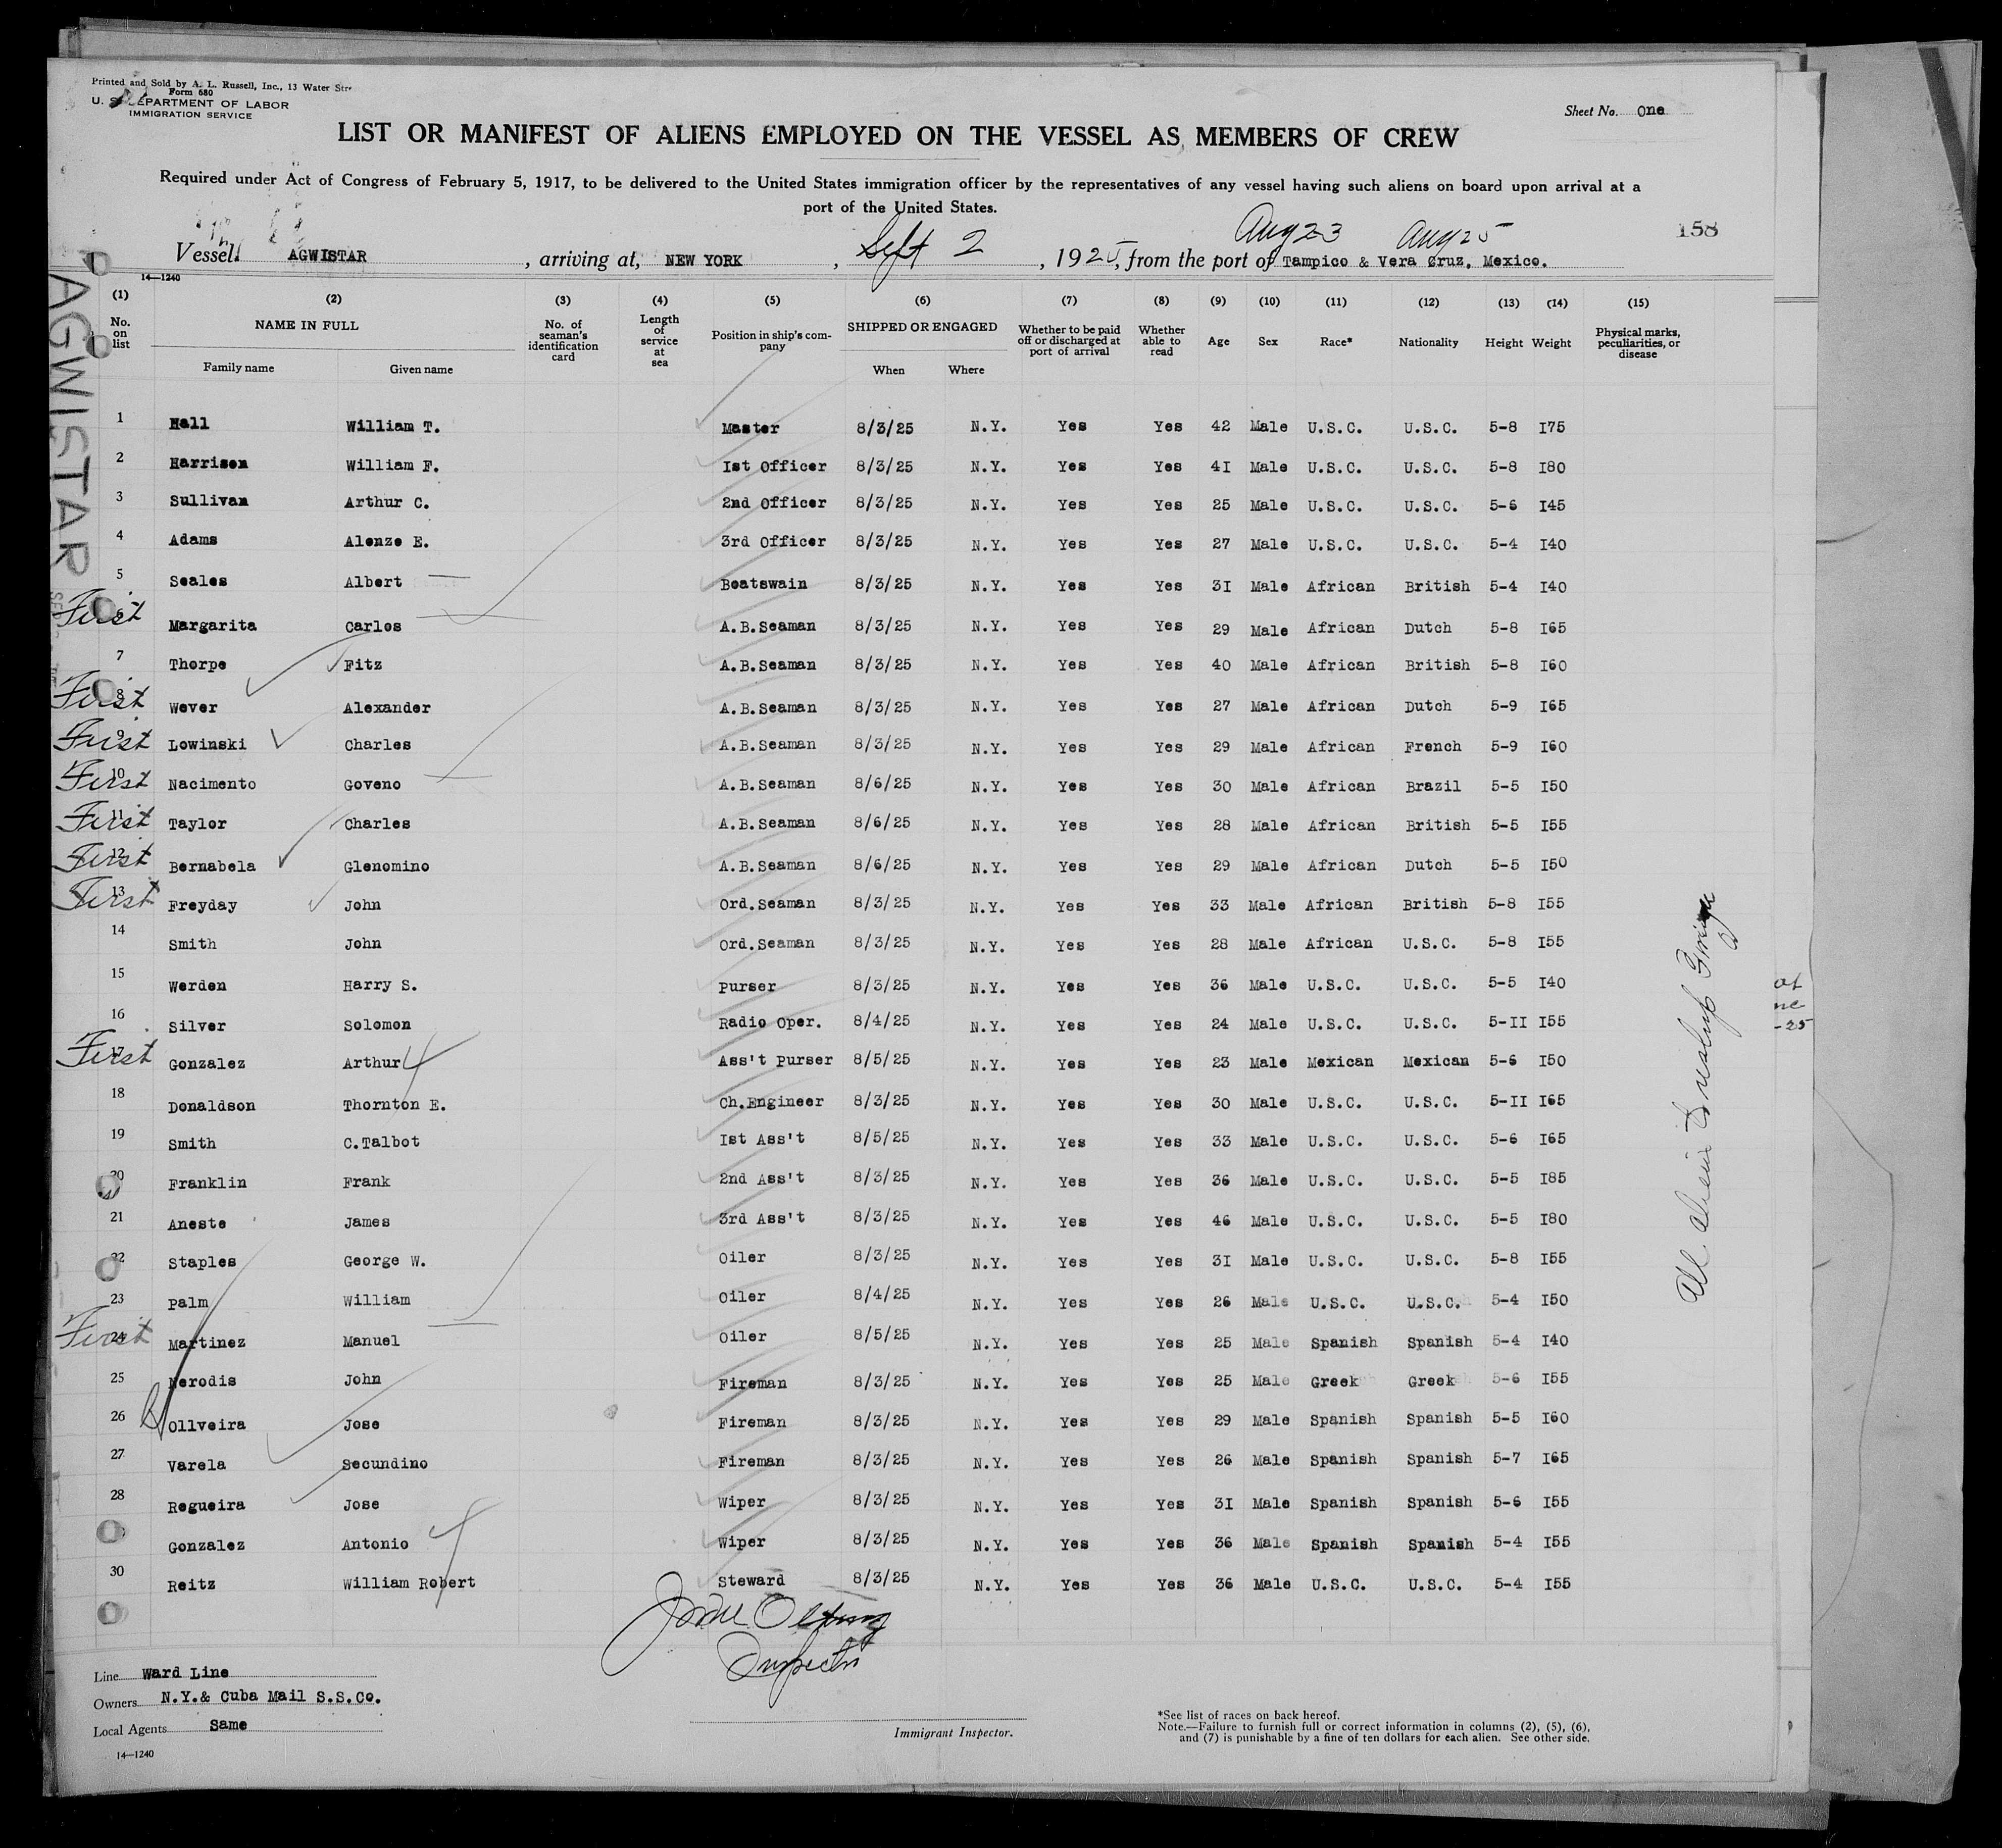 Printed and Sold by A. L. Russell, Inc., 13 Water Str
Form 680
U. S. DEPARTMENT OF LABOR
IMMIGRATION SERVICE
Sheet No. One
LIST OR MANIFEST OF ALIENS EMPLOYED ON THE VESSEL AS MEMBERS OF CREW
Required under Act of Congress of February 5, 1917, to be delivered to the United States immigration officer by the representatives of any vessel having such aliens on board upon arrival at a
port of the United States.
Aug 23 Aug 25
158
Vessel AGWISTAR, arriving at, NEW YORK, Sept 2, 1925, from the port of Tampico & Vera Cruz, Mexico.
14—1240
AGWISTAR
(1) (2) (3) (4) (5) (6) (7) (8) (9) (10) (11) (12) (13) (14) (15)
No. on list NAME IN FULL Family name Given name No. of seaman's identification card Length of service at sea Position in ship's company SHIPPED OR ENGAGED When Where Whether to be paid off or discharged at port of arrival Whether able to read Age Sex Race* Nationality Height Weight Physical marks, peculiarities, or disease
1 Hall William T. Master 8/3/25 N.Y. Yes Yes 42 Male U.S.C. U.S.C. 5-8 I75
2 Harrison William F. Ist Officer 8/3/25 N.Y. Yes Yes 4I Male U.S.C. U.S.C. 5-8 I80
3 Sullivan Arthur C. 2nd Officer 8/3/25 N.Y. Yes Yes 25 Male U.S.C. U.S.C. 5-6 I45
4 Adams Alonzo E. 3rd Officer 8/3/25 N.Y. Yes Yes 27 Male U.S.C. U.S.C. 5-4 I40
5 Seales Albert Boatswain 8/3/25 N.Y. Yes Yes 3I Male African British 5-4 I40
First 6 Margarita Carlos A.B.Seaman 8/3/25 N.Y. Yes Yes 29 Male African Dutch 5-8 I65
7 Thorpe Fitz A.B.Seaman 8/3/25 N.Y. Yes Yes 40 Male African British 5-8 I60
First 8 Wever Alexander A.B.Seaman 8/3/25 N.Y. Yes Yes 27 Male African Dutch 5-9 I65
First 9 Lowinski Charles A.B.Seaman 8/3/25 N.Y. Yes Yes 29 Male African French 5-9 I60
First 10 Nacimento Goveno A.B.Seaman 8/6/25 N.Y. Yes Yes 30 Male African Brazil 5-5 I50
First 11 Taylor Charles A.B.Seaman 8/6/25 N.Y. Yes Yes 28 Male African British 5-5 I55
First 12 Bernabela Glenomino A.B.Seaman 8/6/25 N.Y. Yes Yes 29 Male African Dutch 5-5 I50
First 13 Freyday John Ord.Seaman 8/3/25 N.Y. Yes Yes 33 Male African British 5-8 I55
14 Smith John Ord.Seaman 8/3/25 N.Y. Yes Yes 28 Male African U.S.C. 5-8 I55
15 Werden Harry S. Purser 8/3/25 N.Y. Yes Yes 36 Male U.S.C. U.S.C. 5-5 I40
16 Silver Solomon Radio Oper. 8/4/25 N.Y. Yes Yes 24 Male U.S.C. U.S.C. 5-II I55
First 17 Gonzalez Arthur Ass't Purser 8/5/25 N.Y. Yes Yes 23 Male Mexican Mexican 5-6 I50
18 Donaldson Thornton E. Ch.Engineer 8/3/25 N.Y. Yes Yes 30 Male U.S.C. U.S.C. 5-II I65
19 Smith C.Talbot Ist Ass't 8/5/25 N.Y. Yes Yes 33 Male U.S.C. U.S.C. 5-6 I65
20 Franklin Frank 2nd Ass't 8/3/25 N.Y. Yes Yes 36 Male U.S.C. U.S.C. 5-5 I85
21 Aneste James 3rd Ass't 8/3/25 N.Y. Yes Yes 46 Male U.S.C. U.S.C. 5-5 I80
22 Staples George W. Oiler 8/3/25 N.Y. Yes Yes 3I Male U.S.C. U.S.C. 5-8 I55
23 Palm William Oiler 8/4/25 N.Y. Yes Yes 26 Male U.S.C. U.S.C. 5-4 I50
First 24 Martinez Manuel Oiler 8/5/25 N.Y. Yes Yes 25 Male Spanish Spanish 5-4 I40
25 Nerodis John Fireman 8/3/25 N.Y. Yes Yes 25 Male Greek Greek 5-6 I55
26 Ollveira Jose Fireman 8/3/25 N.Y. Yes Yes 29 Male Spanish Spanish 5-5 I60
27 Varela Secundino Fireman 8/3/25 N.Y. Yes Yes 26 Male Spanish Spanish 5-7 I65
28 Regueira Jose Wiper 8/3/25 N.Y. Yes Yes 3I Male Spanish Spanish 5-6 I55
Gonzalez Antonio Wiper 8/3/25 N.Y. Yes Yes 36 Male Spanish Spanish 5-4 I55
30 Reitz William Robert Steward 8/3/25 N.Y. Yes Yes 36 Male U.S.C. U.S.C. 5-4 I55
Inspector
Line Ward Line
Owners N.Y.& Cuba Mail S.S.Co.
Local Agents Same
14—1240
Immigrant Inspector.
*See list of races on back hereof.
Note.—Failure to furnish full or correct information in columns (2), (5), (6),
and (7) is punishable by a fine of ten dollars for each alien. See other side.